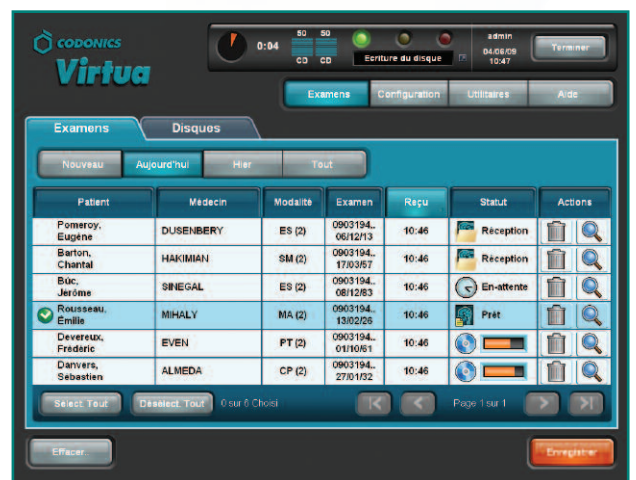 CODONICS
Virtua
0:04
50 50
CD CD
Ecriture du disque
admin
04/06/09
10:47
Terminer
Examens Configuration Utilitaires Aide
Examens Disques
Nouveau Aujourd'hui Hier Tout
Patient Médecin Modalité Examen Reçu Statut Actions
Pomeroy, Eugène DUSENBERY ES (2) 0903194.. 06/12/13 10:46 Réception
Barton, Chantal HAKIMIAN SM (2) 0903194.. 17/03/57 10:46 Réception
Búc, Jérôme SINEGAL ES (2) 0903194.. 08/12/83 10:46 En-attente
Rousseau, Émilie MIHALY MA (2) 0903194.. 13/02/26 10:46 Prêt
Devereux, Frédéric EVEN PT (2) 0903194.. 01/10/61 10:46
Danvers, Sébastien ALMEDA CP (2) 0903194.. 27/01/32 10:46
Sélect. Tout Désélect. Tout 0 sur 6 Choisi Page 1 sur 1
Effacer... Enregistrer